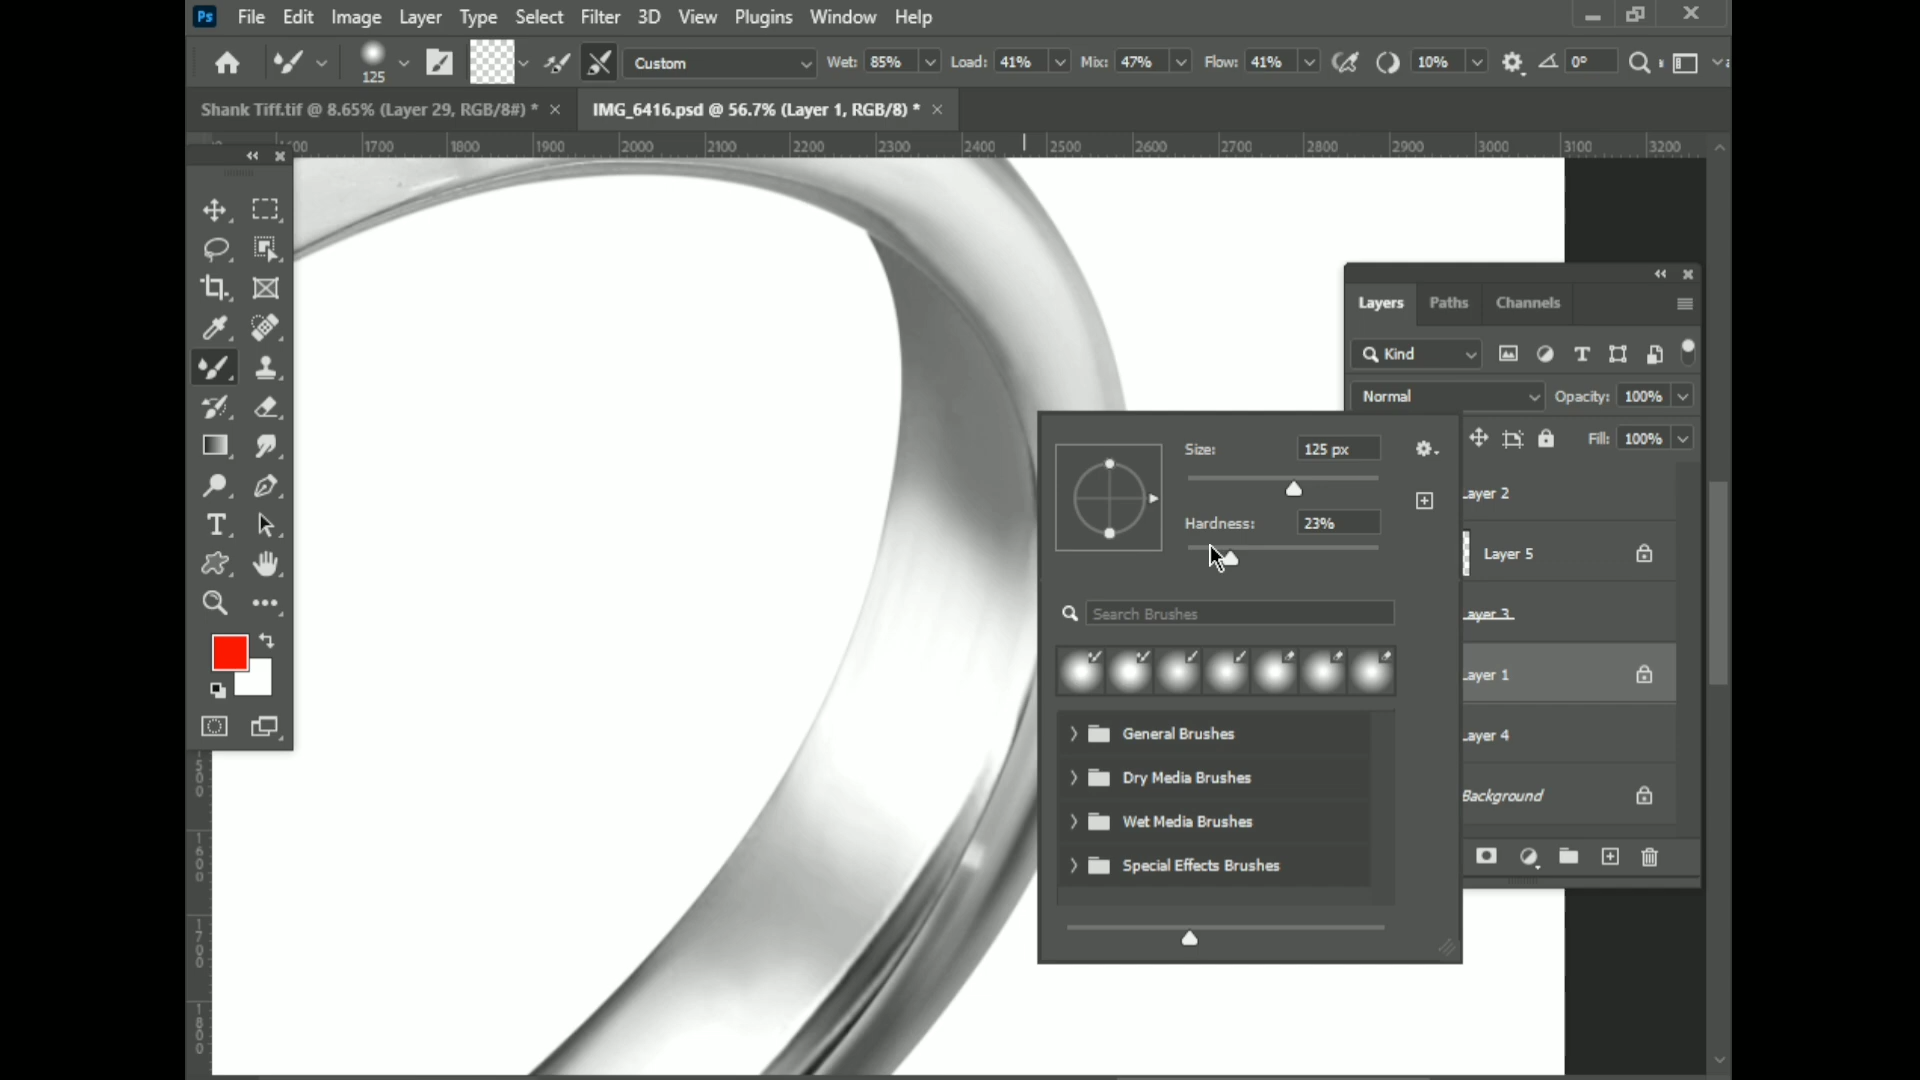 Ps File Edit Image Layer Type Select Filter 3D View Plugins Window Help
125 Custom Wet: 85% Load: 41% Mix: 47% Flow: 41% 10% 0°
Shank Tiff.tif @ 8.65% (Layer 29, RGB/8#) * × IMG_6416.psd @ 56.7% (Layer 1, RGB/8) * ×
1700 1800 1900 2000 2100 2200 2300 2400 2500 2600 2700 2800 2900 3000 3100 3200
Layers Paths Channels
Kind
Normal Opacity: 100%
Fill: 100%
Size: 125 px
Hardness: 23%
Search Brushes
General Brushes
Dry Media Brushes
Wet Media Brushes
Special Effects Brushes
ayer 2
Layer 5
ayer 3
ayer 1
ayer 4
Background
1600
1700
1800